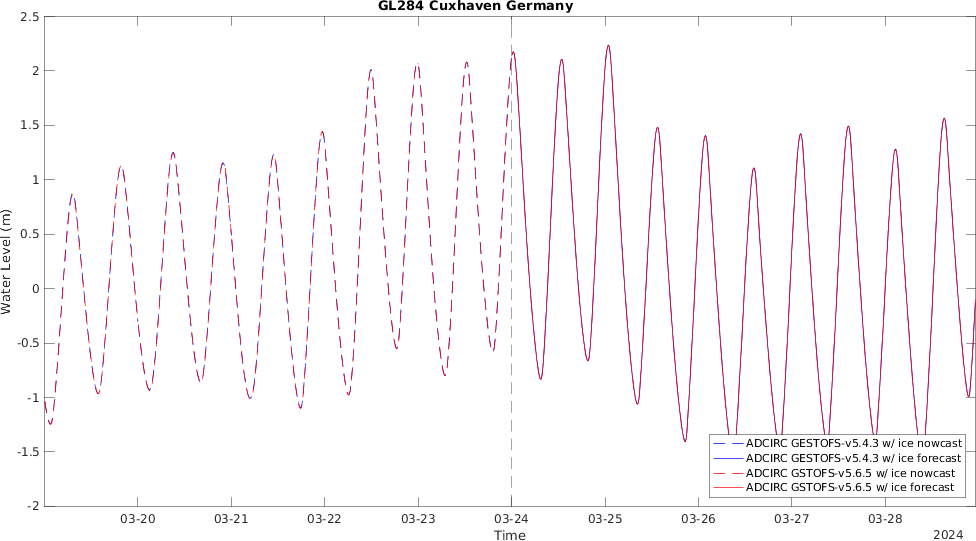 GL284 Cuxhaven Germany
2.5
2
1.5
1
0.5
0
-0.5
-1
-1.5
-2
Water Level (m)
ADCIRC GESTOFS-v5.4.3 w/ ice nowcast
ADCIRC GESTOFS-v5.4.3 w/ ice forecast
ADCIRC GSTOFS-v5.6.5 w/ ice nowcast
ADCIRC GSTOFS-v5.6.5 w/ ice forecast
03-20 03-21 03-22 03-23 03-24 03-25 03-26 03-27 03-28
Time
2024